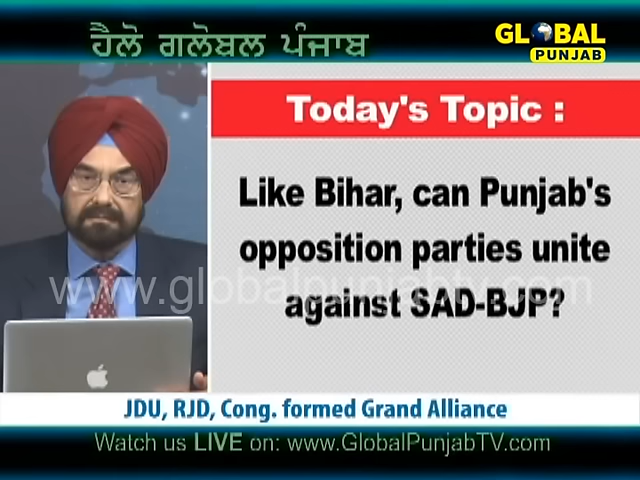 ਹੈਲੋ ਗਲੋਬਲ ਪੰਜਾਬ
GLOBAL
PUNJAB
Today's Topic :
Like Bihar, can Punjab's
opposition parties unite
against SAD-BJP?
www.globalpunjabtv.com
JDU, RJD, Cong. formed Grand Alliance
Watch us LIVE on: www.GlobalPunjabTV.com